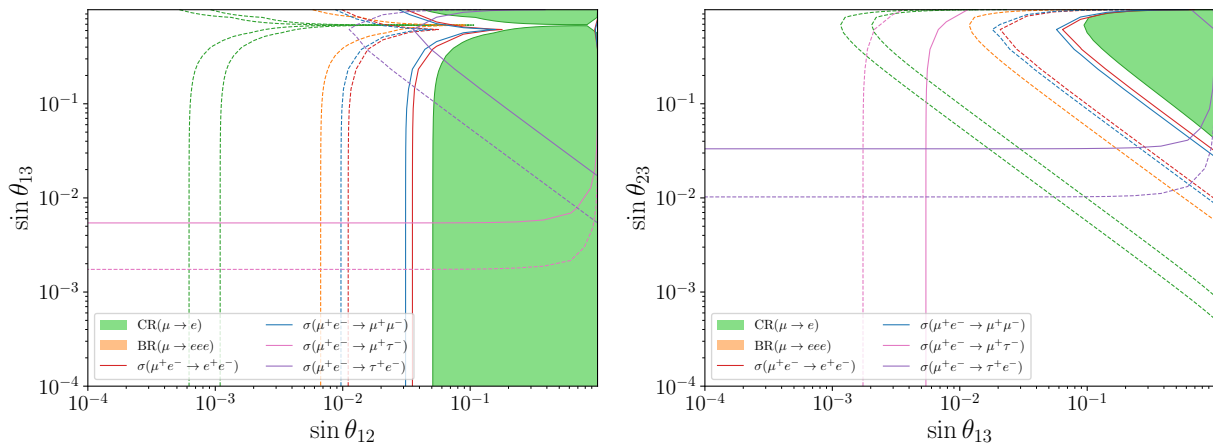 10⁻¹
10⁻²
10⁻³
10⁻⁴
sin θ₁₃
CR(μ → e)
BR(μ → eee)
σ(μ⁺e⁻ → e⁺e⁻)
σ(μ⁺e⁻ → μ⁺μ⁻)
σ(μ⁺e⁻ → μ⁺τ⁻)
σ(μ⁺e⁻ → τ⁺e⁻)
10⁻⁴
10⁻³
10⁻²
10⁻¹
sin θ₁₂
10⁰
10⁻¹
10⁻²
10⁻³
10⁻⁴
sin θ₂₃
CR(μ → e)
BR(μ → eee)
σ(μ⁺e⁻ → e⁺e⁻)
σ(μ⁺e⁻ → μ⁺μ⁻)
σ(μ⁺e⁻ → μ⁺τ⁻)
σ(μ⁺e⁻ → τ⁺e⁻)
10⁻⁴
10⁻³
10⁻²
10⁻¹
sin θ₁₃